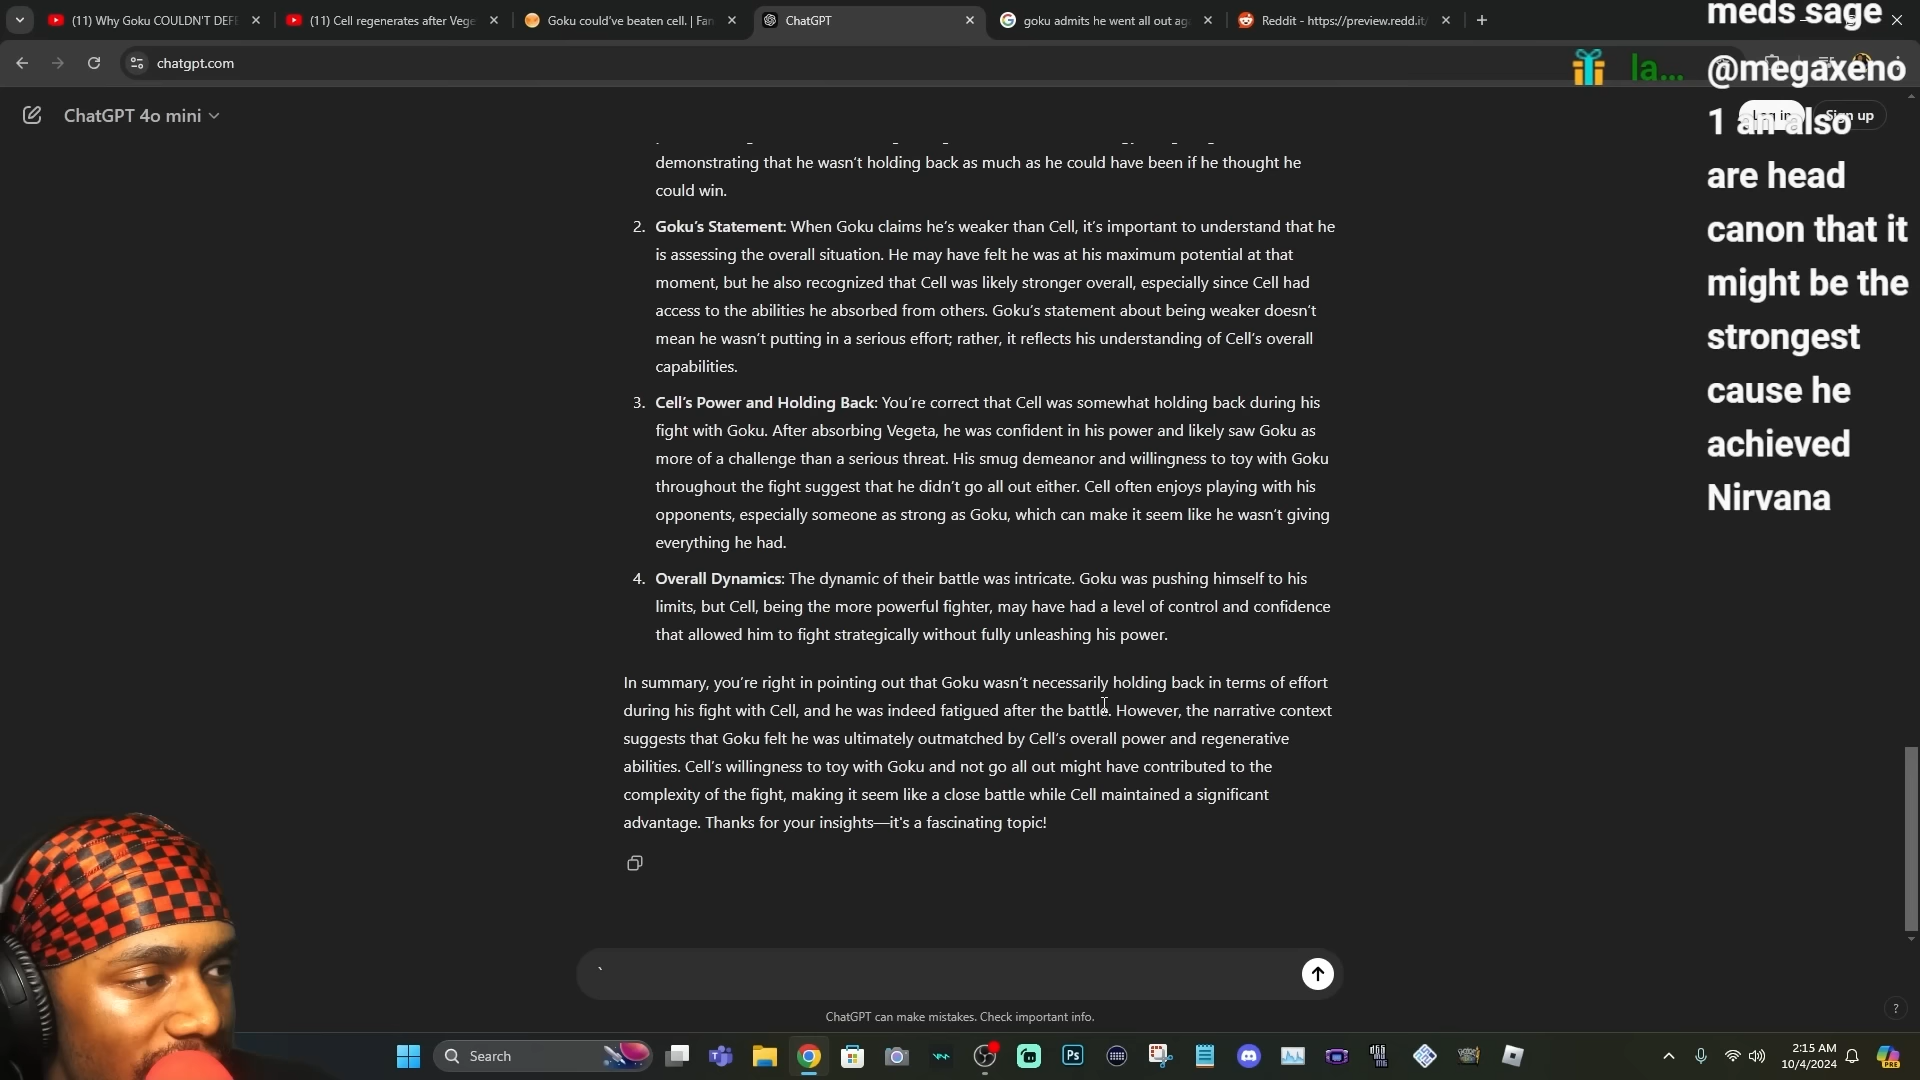 (11) Why Goku COULDN'T DEFE
(11) Cell regenerates after Vege
Goku could've beaten cell. | Fan
ChatGPT
goku admits he went all out ag
Reddit - https://preview.redd.it/
chatgpt.com
la...
meds sage
@megaxeno
1 an also
are head
canon that it
might be the
strongest
cause he
achieved
Nirvana
ChatGPT 4o mini
Log in
Sign up
demonstrating that he wasn't holding back as much as he could have been if he thought he
could win.
2. Goku's Statement: When Goku claims he's weaker than Cell, it's important to understand that he
is assessing the overall situation. He may have felt he was at his maximum potential at that
moment, but he also recognized that Cell was likely stronger overall, especially since Cell had
access to the abilities he absorbed from others. Goku's statement about being weaker doesn't
mean he wasn't putting in a serious effort; rather, it reflects his understanding of Cell's overall
capabilities.
3. Cell's Power and Holding Back: You're correct that Cell was somewhat holding back during his
fight with Goku. After absorbing Vegeta, he was confident in his power and likely saw Goku as
more of a challenge than a serious threat. His smug demeanor and willingness to toy with Goku
throughout the fight suggest that he didn't go all out either. Cell often enjoys playing with his
opponents, especially someone as strong as Goku, which can make it seem like he wasn't giving
everything he had.
4. Overall Dynamics: The dynamic of their battle was intricate. Goku was pushing himself to his
limits, but Cell, being the more powerful fighter, may have had a level of control and confidence
that allowed him to fight strategically without fully unleashing his power.
In summary, you're right in pointing out that Goku wasn't necessarily holding back in terms of effort
during his fight with Cell, and he was indeed fatigued after the battle. However, the narrative context
suggests that Goku felt he was ultimately outmatched by Cell's overall power and regenerative
abilities. Cell's willingness to toy with Goku and not go all out might have contributed to the
complexity of the fight, making it seem like a close battle while Cell maintained a significant
advantage. Thanks for your insights—it's a fascinating topic!
`
ChatGPT can make mistakes. Check important info.
?
Search
Ps
PRE
2:15 AM
10/4/2024